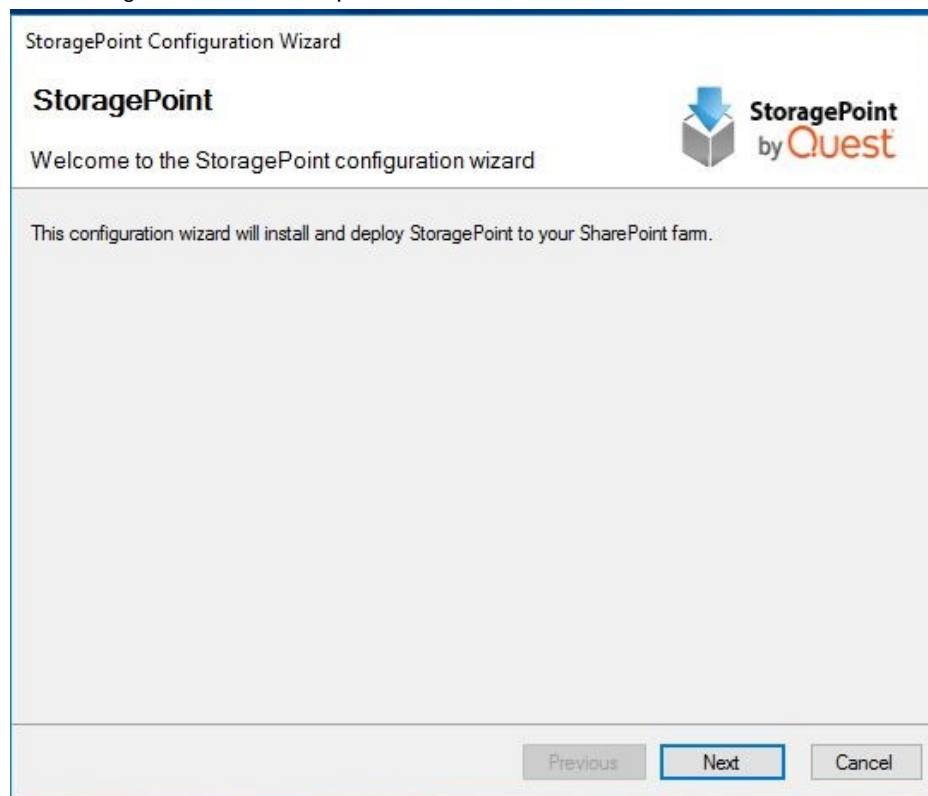 StoragePoint Configuration Wizard
StoragePoint
StoragePoint
by Quest
Welcome to the StoragePoint configuration wizard
This configuration wizard will install and deploy StoragePoint to your SharePoint farm.
Previous
Next
Cancel